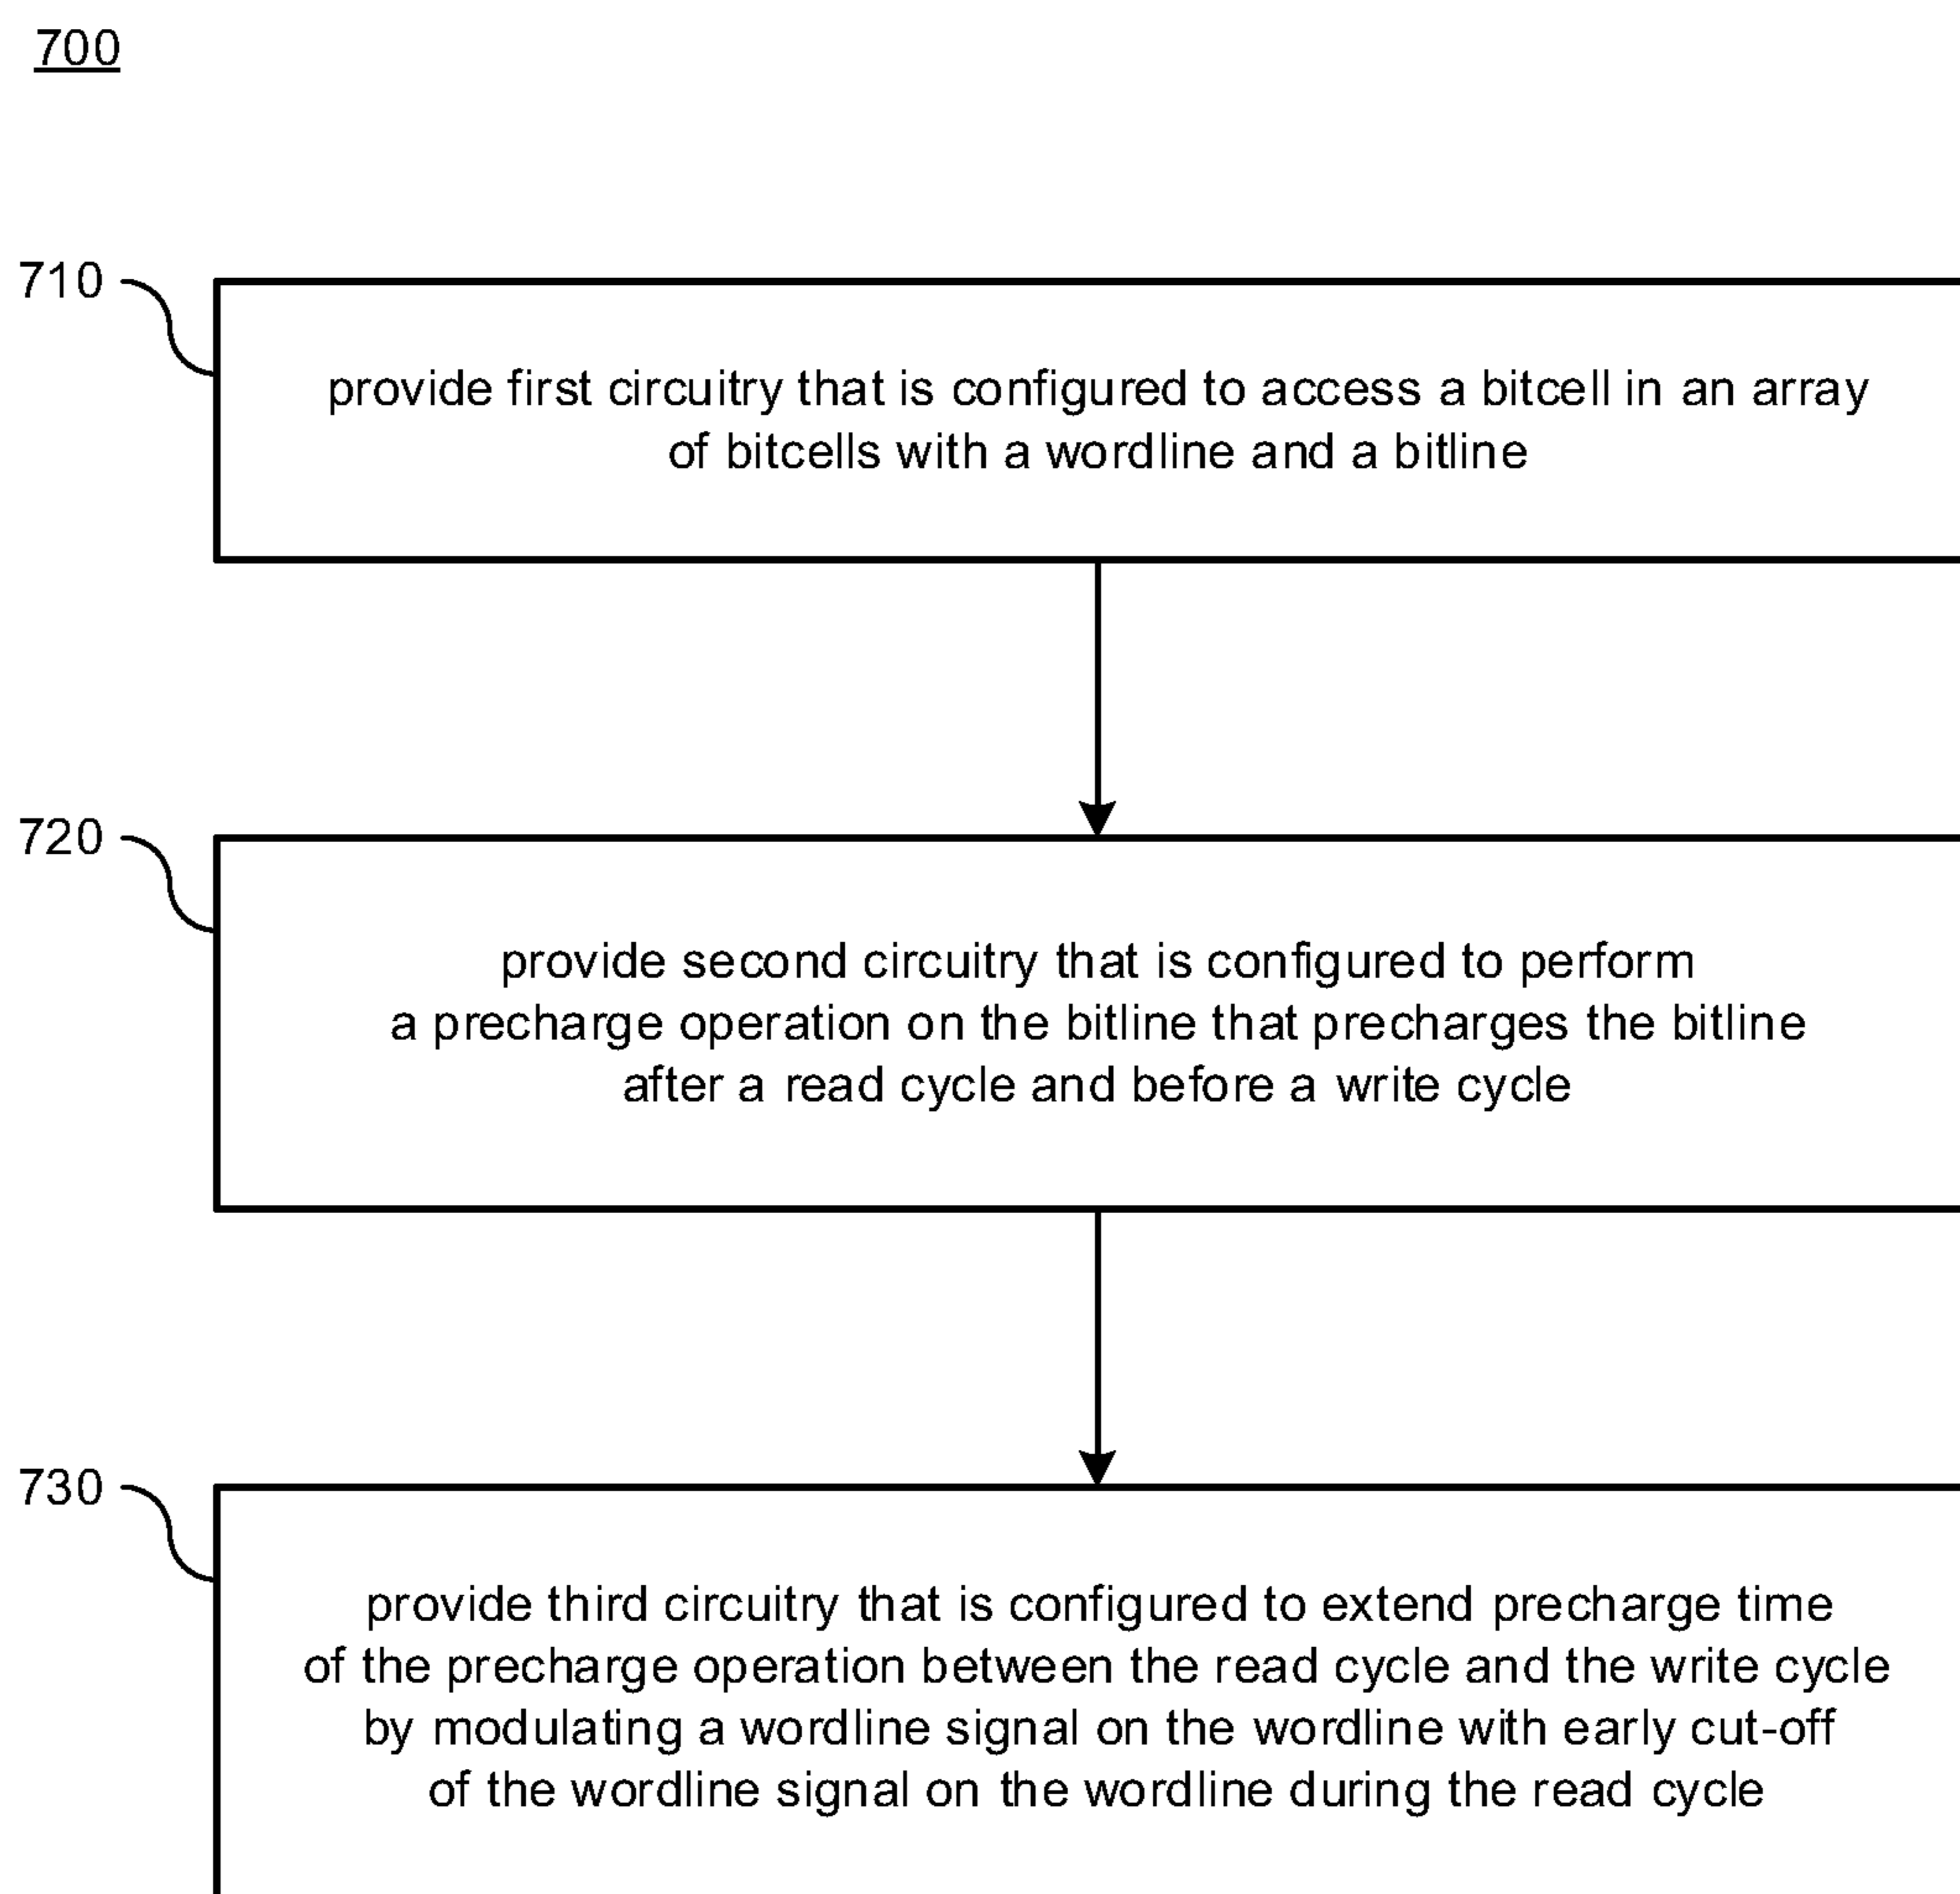 700
710
provide first circuitry that is configured to access a bitcell in an array
of bitcells with a wordline and a bitline
720
provide second circuitry that is configured to perform
a precharge operation on the bitline that precharges the bitline
after a read cycle and before a write cycle
730
provide third circuitry that is configured to extend precharge time
of the precharge operation between the read cycle and the write cycle
by modulating a wordline signal on the wordline with early cut-off
of the wordline signal on the wordline during the read cycle